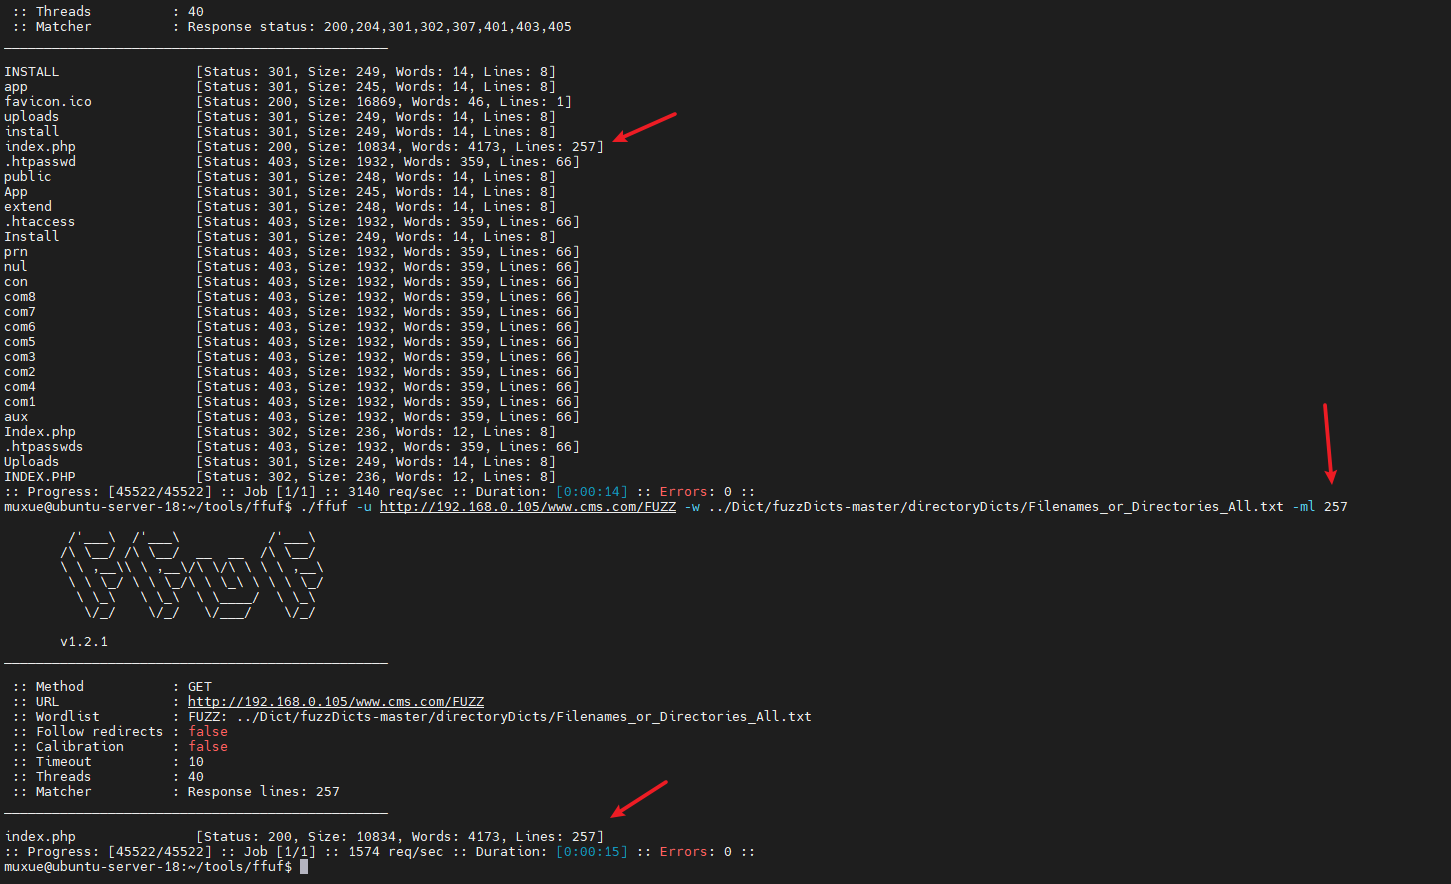 :: Threads : 40
:: Matcher : Response status: 200,204,301,302,307,401,403,405
________________________________________________
INSTALL [Status: 301, Size: 249, Words: 14, Lines: 8]
app [Status: 301, Size: 245, Words: 14, Lines: 8]
favicon.ico [Status: 200, Size: 16869, Words: 46, Lines: 1]
uploads [Status: 301, Size: 249, Words: 14, Lines: 8]
install [Status: 301, Size: 249, Words: 14, Lines: 8]
index.php [Status: 200, Size: 10834, Words: 4173, Lines: 257]
.htpasswd [Status: 403, Size: 1932, Words: 359, Lines: 66]
public [Status: 301, Size: 248, Words: 14, Lines: 8]
App [Status: 301, Size: 245, Words: 14, Lines: 8]
extend [Status: 301, Size: 248, Words: 14, Lines: 8]
.htaccess [Status: 403, Size: 1932, Words: 359, Lines: 66]
Install [Status: 301, Size: 249, Words: 14, Lines: 8]
prn [Status: 403, Size: 1932, Words: 359, Lines: 66]
nul [Status: 403, Size: 1932, Words: 359, Lines: 66]
con [Status: 403, Size: 1932, Words: 359, Lines: 66]
com8 [Status: 403, Size: 1932, Words: 359, Lines: 66]
com7 [Status: 403, Size: 1932, Words: 359, Lines: 66]
com6 [Status: 403, Size: 1932, Words: 359, Lines: 66]
com5 [Status: 403, Size: 1932, Words: 359, Lines: 66]
com3 [Status: 403, Size: 1932, Words: 359, Lines: 66]
com2 [Status: 403, Size: 1932, Words: 359, Lines: 66]
com4 [Status: 403, Size: 1932, Words: 359, Lines: 66]
com1 [Status: 403, Size: 1932, Words: 359, Lines: 66]
aux [Status: 403, Size: 1932, Words: 359, Lines: 66]
Index.php [Status: 302, Size: 236, Words: 12, Lines: 8]
.htpasswds [Status: 403, Size: 1932, Words: 359, Lines: 66]
Uploads [Status: 301, Size: 249, Words: 14, Lines: 8]
INDEX.PHP [Status: 302, Size: 236, Words: 12, Lines: 8]
:: Progress: [45522/45522] :: Job [1/1] :: 3140 req/sec :: Duration: [0:00:14] :: Errors: 0 ::
muxue@ubuntu-server-18:~/tools/ffuf$ ./ffuf -u http://192.168.0.105/www.cms.com/FUZZ -w ../Dict/fuzzDicts-master/directoryDicts/Filenames_or_Directories_All.txt -ml 257
        /'___\  /'___\           /'___\
       /\ \__/ /\ \__/  __  __  /\ \__/
       \ \ ,__\\ \ ,__\/\ \/\ \ \ \ ,__\
        \ \ \_/ \ \ \_/\ \ \_\ \ \ \ \_/
         \ \_\   \ \_\  \ \____/  \ \_\
          \/_/    \/_/   \/___/    \/_/
v1.2.1
________________________________________________
:: Method : GET
:: URL : http://192.168.0.105/www.cms.com/FUZZ
:: Wordlist : FUZZ: ../Dict/fuzzDicts-master/directoryDicts/Filenames_or_Directories_All.txt
:: Follow redirects : false
:: Calibration : false
:: Timeout : 10
:: Threads : 40
:: Matcher : Response lines: 257
________________________________________________
index.php [Status: 200, Size: 10834, Words: 4173, Lines: 257]
:: Progress: [45522/45522] :: Job [1/1] :: 1574 req/sec :: Duration: [0:00:15] :: Errors: 0 ::
muxue@ubuntu-server-18:~/tools/ffuf$